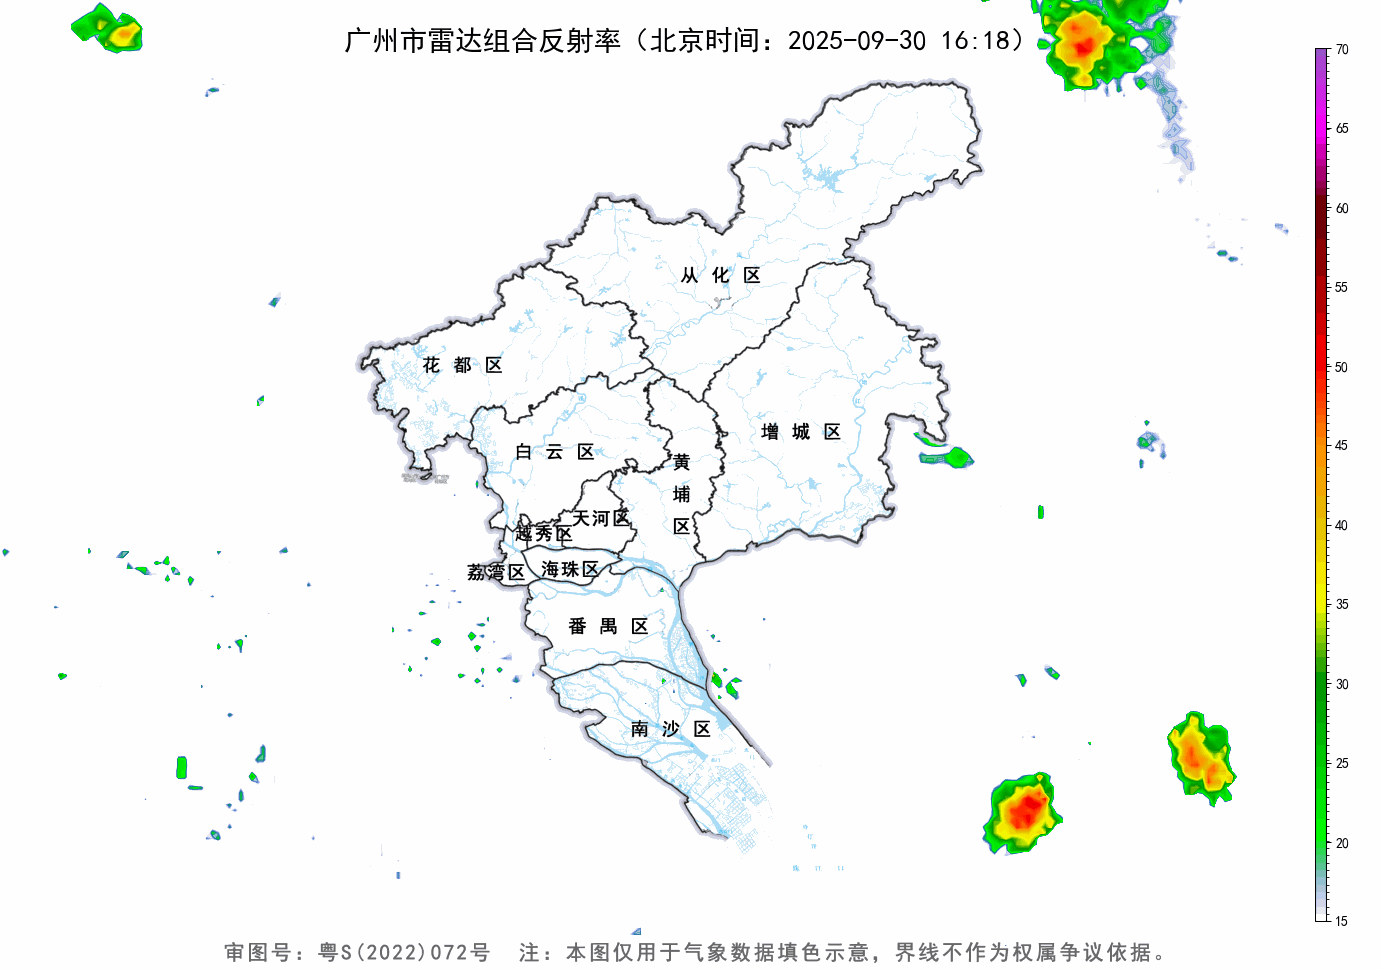 广州市雷达组合反射率（北京时间：2025-09-30 16:18）
70
65
60
55
50
45
40
35
30
25
20
15
从化区
花都区
增城区
白云区
黄埔区
天河区
越秀区
海珠区
荔湾区
番禺区
南沙区
审图号：粤S(2022)072号 注：本图仅用于气象数据填色示意，界线不作为权属争议依据。